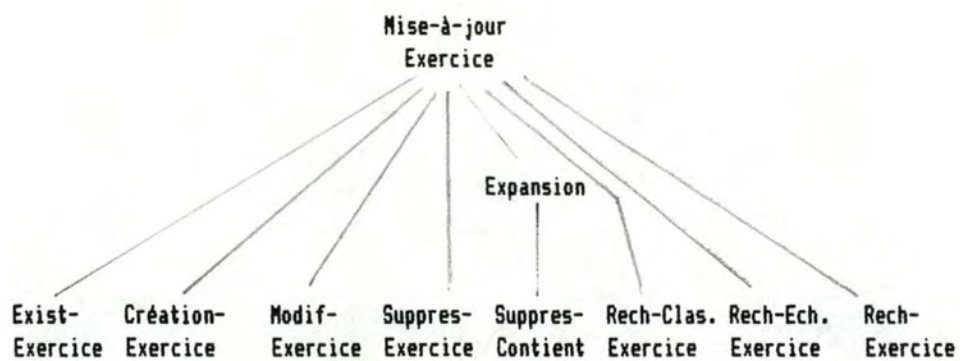 Mise-à-jour
Exercice
Expansion
Exist- Création- Modif- Suppres- Suppres- Rech-Clas. Rech-Ech. Rech-
Exercice Exercice Exercice Exercice Contient Exercice Exercice Exercice